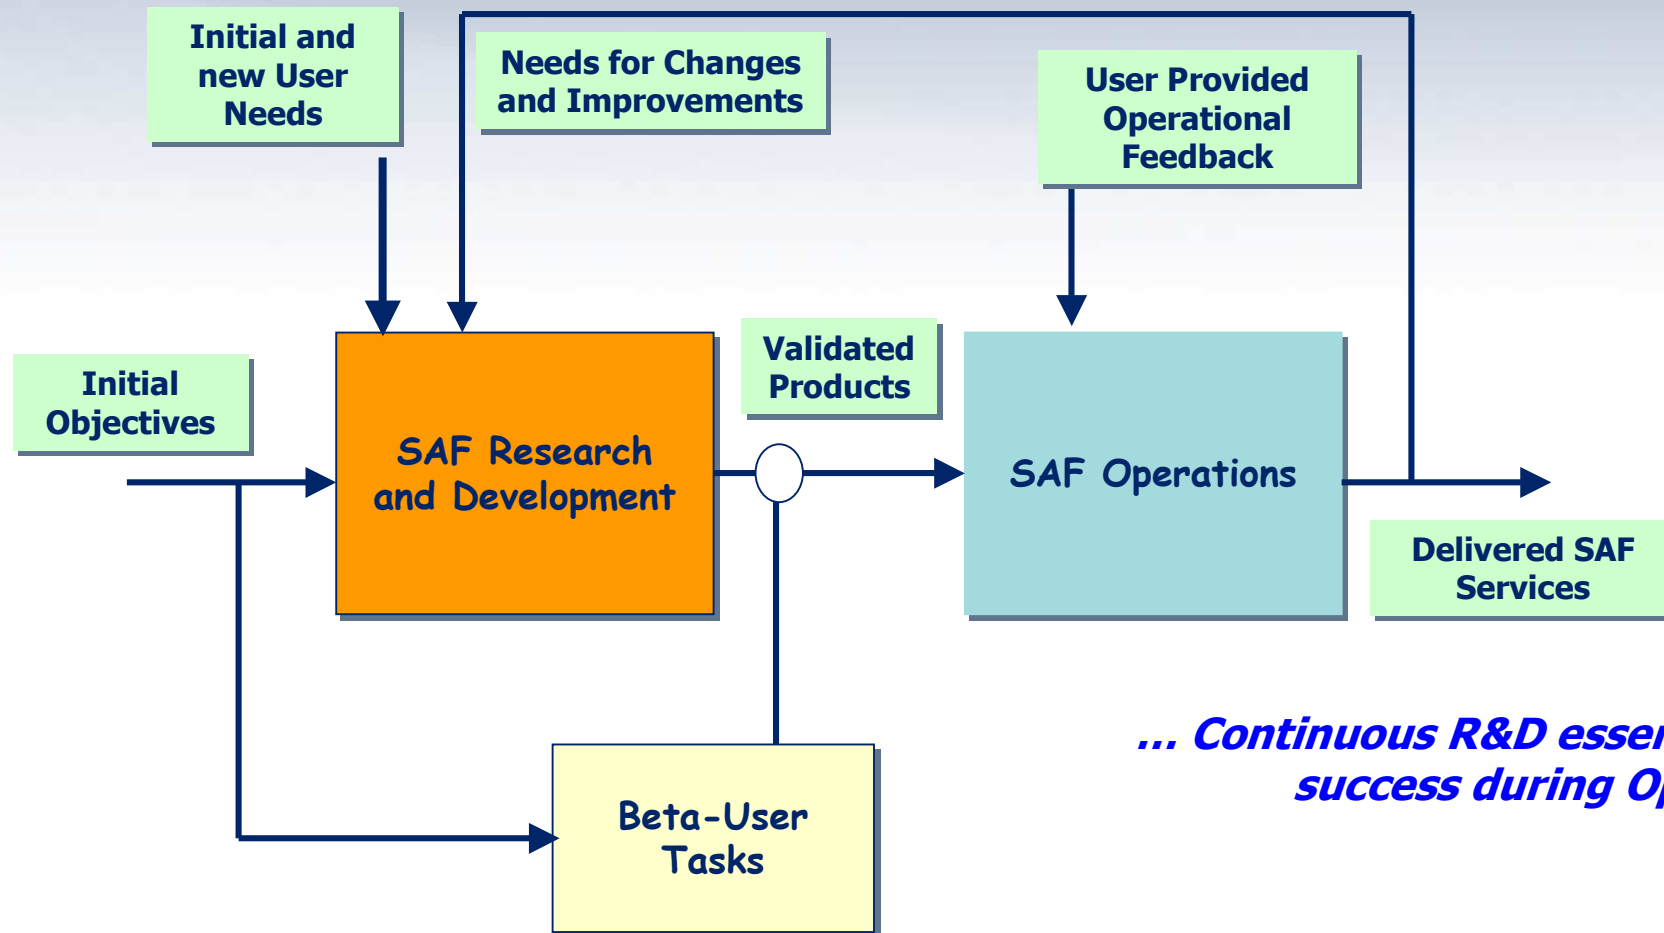 Initial and
new User
Needs
Needs for Changes
and Improvements
User Provided
Operational
Feedback
Initial
Objectives
Validated
Products
SAF Research
and Development
SAF Operations
Delivered SAF
Services
... Continuous R&D
success during
Beta-User
Tasks